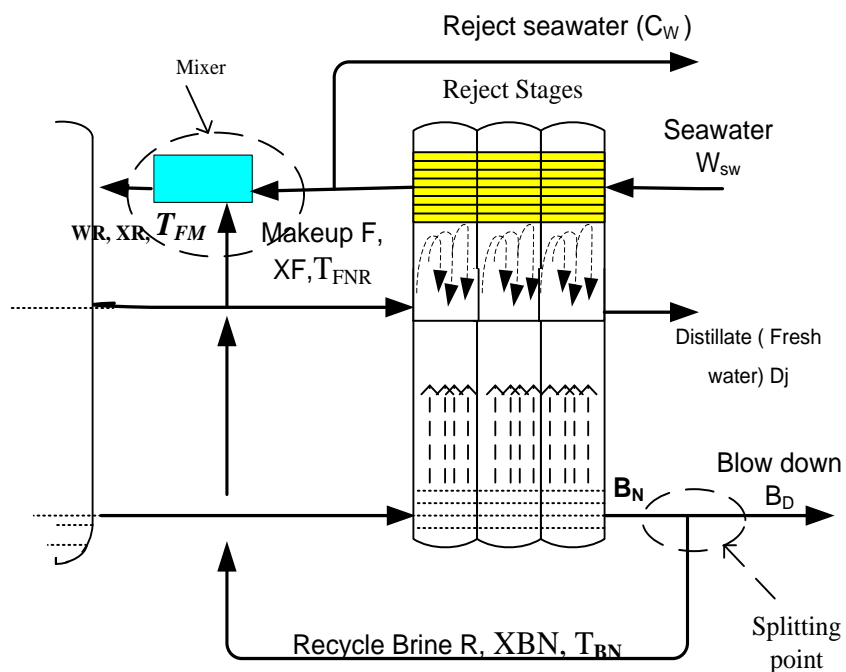 Reject seawater (CW )
Mixer
Reject Stages
Seawater
Wsw
WR, XR, TFM
Makeup F,
XF,TFNR
Distillate ( Fresh
water) Dj
BN
Blow down
BD
Splitting
point
Recycle Brine R, XBN, TBN